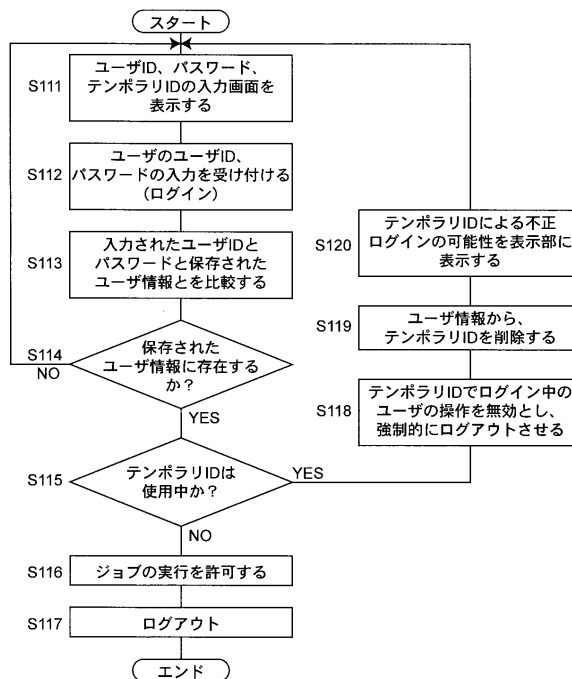 スタート
S111
ユーザID、パスワード、
テンポラリIDの入力画面を
表示する
S112
ユーザのユーザID、
パスワードの入力を受け付ける
(ログイン)
S113
入力されたユーザIDと
パスワードと保存された
ユーザ情報とを比較する
S114
保存された
ユーザ情報に存在する
か？
NO
YES
S115
テンポラリIDは
使用中か？
YES
NO
S116
ジョブの実行を許可する
S117
ログアウト
エンド
S120
テンポラリIDによる不正
ログインの可能性を表示部に
表示する
S119
ユーザ情報から、
テンポラリIDを削除する
S118
テンポラリIDでログイン中の
ユーザの操作を無効とし、
強制的にログアウトさせる